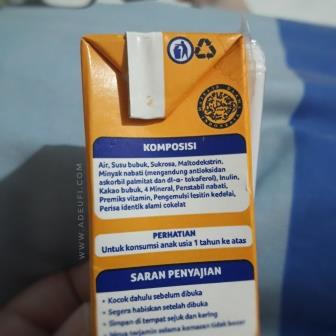 KOMPOSISI
Air, Susu bubuk, Sukrosa, Maltodekstrin,
Minyak nabati (mengandung antioksidan
askorbil palmitat dan dl-α- tokoferol), Inulin,
Kakao bubuk, 4 Mineral, Penstabil nabati,
Premiks vitamin, Pengemulsi lesitin kedelai,
Perisa identik alami cokelat
PERHATIAN
Untuk konsumsi anak usia 1 tahun ke atas
SARAN PENYAJIAN
• Kocok dahulu sebelum dibuka
• Segera habiskan setelah dibuka
• Simpan di tempat sejuk dan kering
WWW.ADEUFI.COM